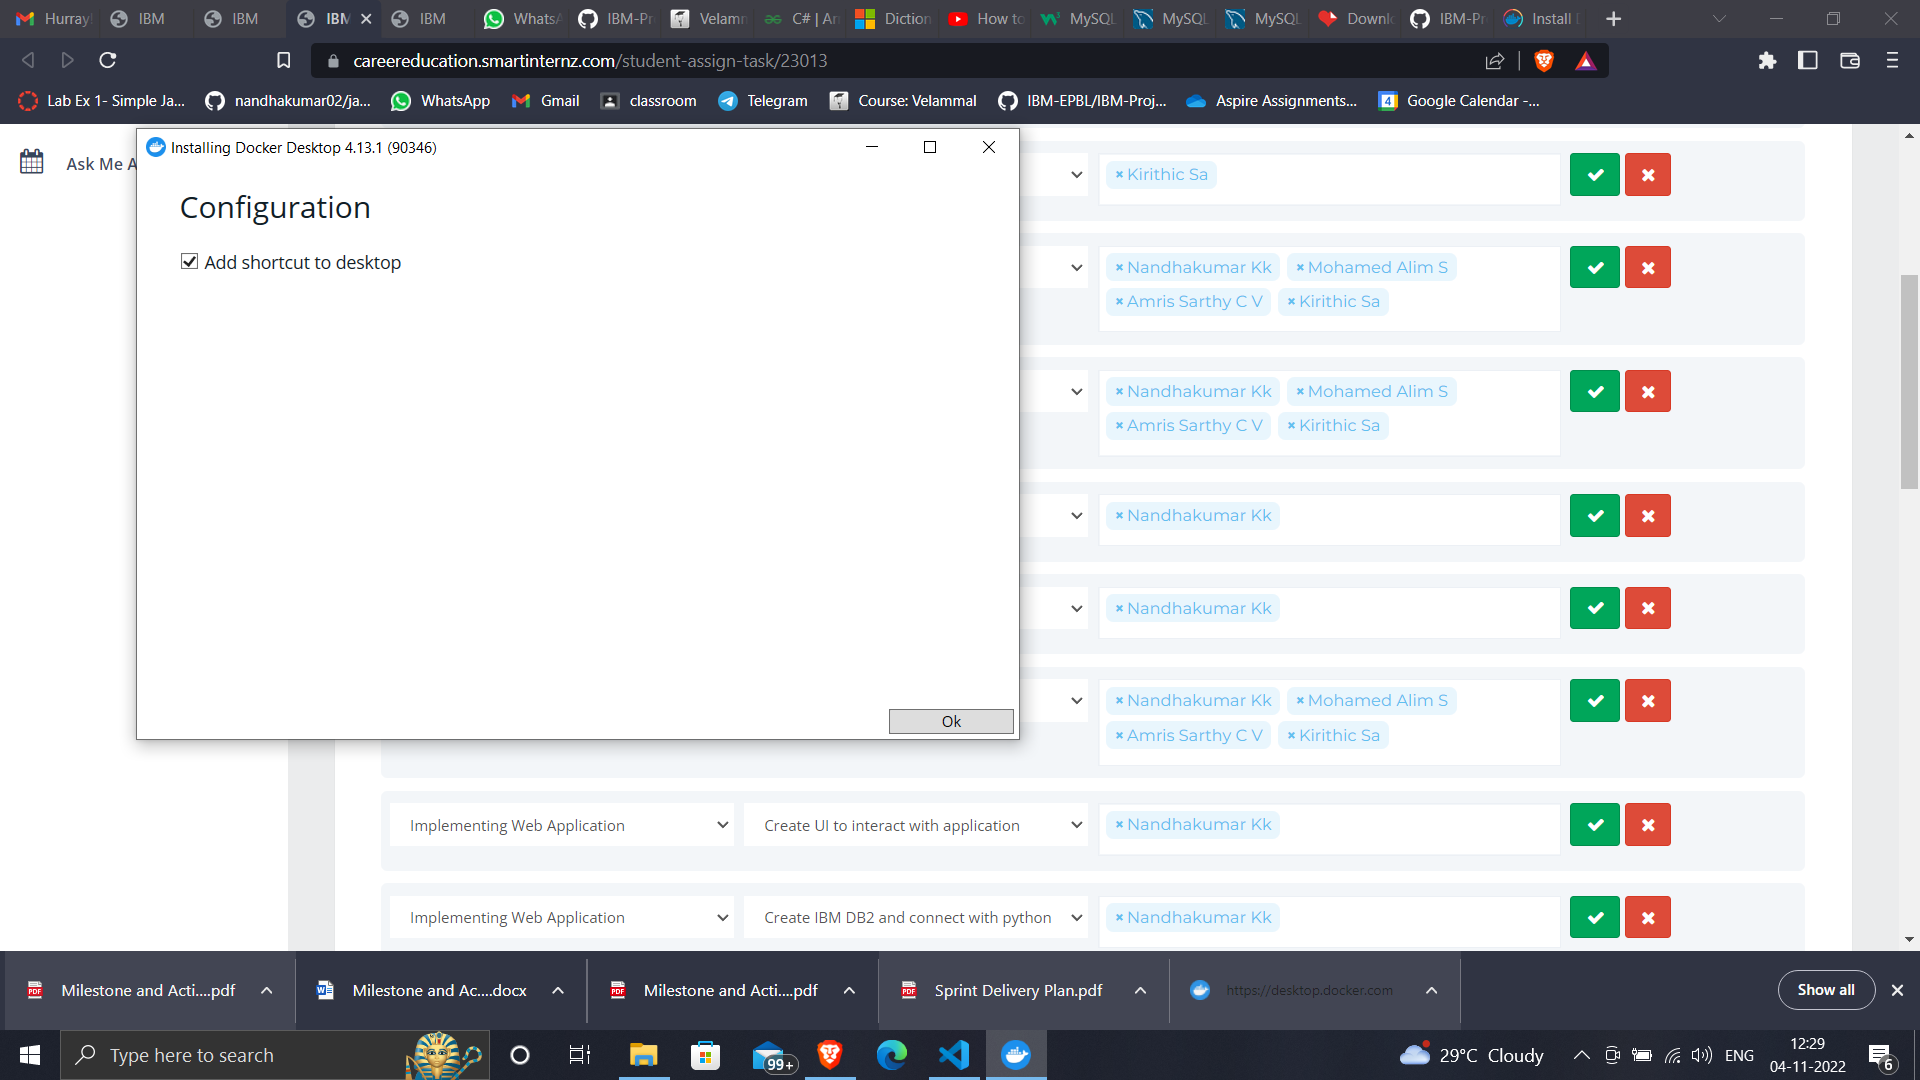 Hurray!
IBM
IBM
IBM
IBM
WhatsA
IBM-Pr
Velamm
C# | Ar
Diction
How to
MySQL
MySQL
MySQL
Downl
IBM-Pr
Install D
careereducation.smartinternz.com/student-assign-task/23013
Lab Ex 1- Simple Ja...
nandhakumar02/ja...
WhatsApp
Gmail
classroom
Telegram
Course: Velammal
IBM-EPBL/IBM-Proj...
Aspire Assignments...
Google Calendar -...
Ask Me A
Installing Docker Desktop 4.13.1 (90346)
Configuration
Add shortcut to desktop
Ok
× Kirithic Sa
× Nandhakumar Kk × Mohamed Alim S
× Amris Sarthy C V × Kirithic Sa
× Nandhakumar Kk × Mohamed Alim S
× Amris Sarthy C V × Kirithic Sa
× Nandhakumar Kk
× Nandhakumar Kk
× Nandhakumar Kk × Mohamed Alim S
× Amris Sarthy C V × Kirithic Sa
Implementing Web Application Create UI to interact with application × Nandhakumar Kk
Implementing Web Application Create IBM DB2 and connect with python × Nandhakumar Kk
Milestone and Acti....pdf
Milestone and Ac....docx
Milestone and Acti....pdf
Sprint Delivery Plan.pdf
https://desktop.docker.com
Show all
Type here to search
99+
29°C Cloudy
ENG
12:29
04-11-2022
6